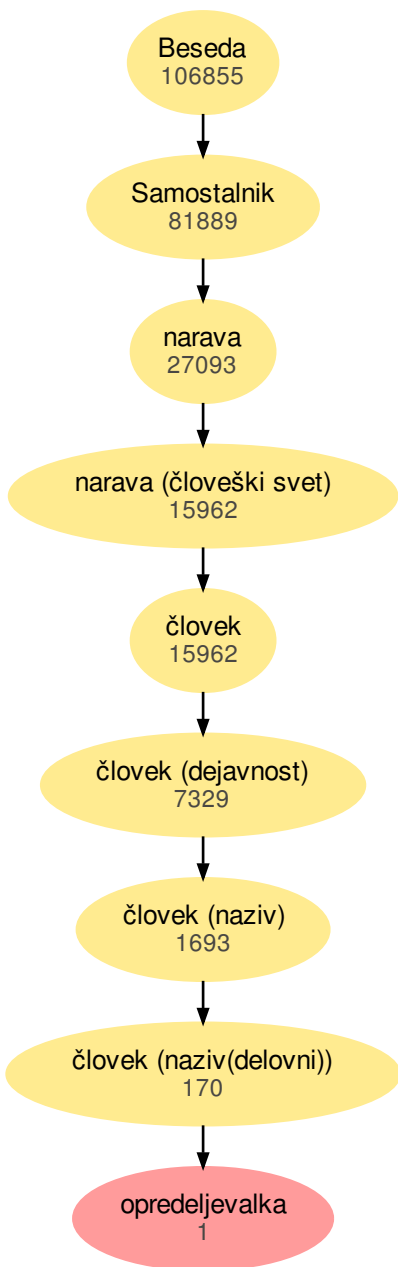 Beseda
106855
Samostalnik
81889
narava
27093
narava (človeški svet)
15962
človek
15962
človek (dejavnost)
7329
človek (naziv)
1693
človek (naziv(delovni))
170
opredeljevalka
1